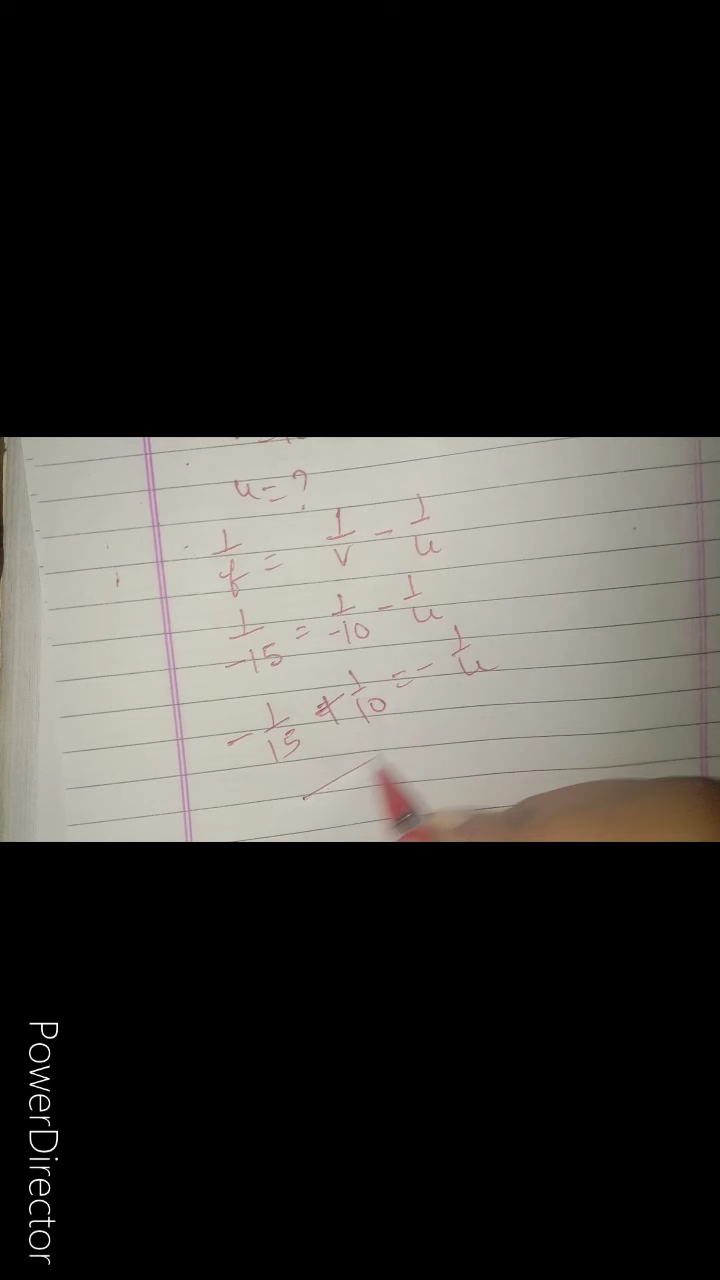 u = ?
1/f = 1/v - 1/u
1/-15 = 1/-10 - 1/u
- 1/15 + 1/10 = - 1/u
PowerDirector